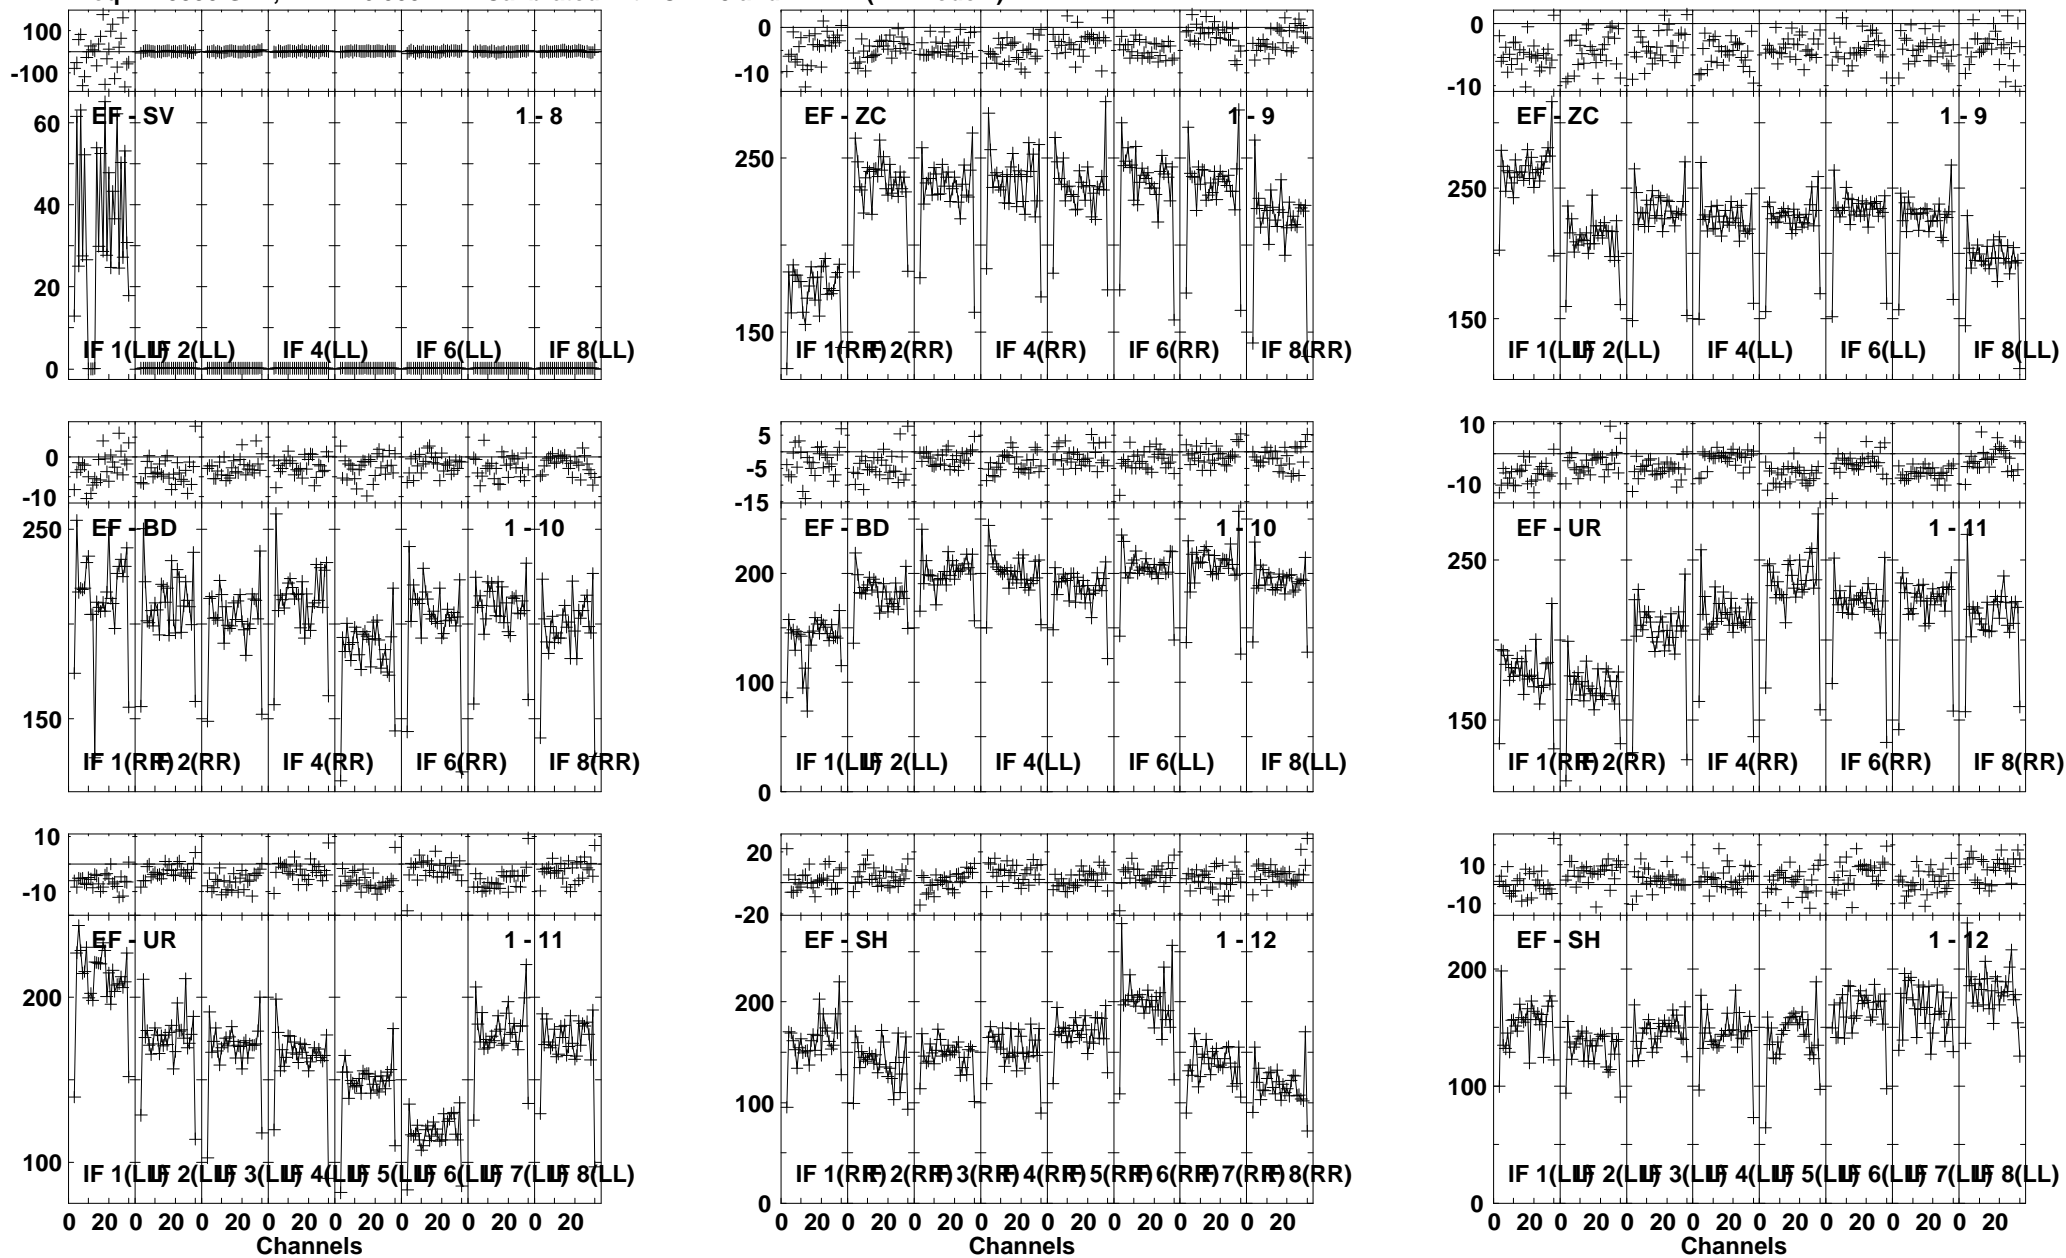 100
-100
60
40
20
0
EF - SV
1 - 8
IF 1(LL)
IF 2(LL)
IF 4(LL)
IF 6(LL)
IF 8(LL)
0
-10
250
150
EF - ZC
1 - 9
IF 1(RR)
IF 2(RR)
IF 4(RR)
IF 6(RR)
IF 8(RR)
0
-10
250
150
EF - ZC
1 - 9
IF 1(LL)
IF 2(LL)
IF 4(LL)
IF 6(LL)
IF 8(LL)
0
-10
250
150
EF - BD
1 - 10
IF 1(RR)
IF 2(RR)
IF 4(RR)
IF 6(RR)
IF 8(RR)
5
-5
-15
200
100
0
EF - BD
1 - 10
IF 1(LL)
IF 2(LL)
IF 4(LL)
IF 6(LL)
IF 8(LL)
10
-10
250
150
EF - UR
1 - 11
IF 1(RR)
IF 2(RR)
IF 4(RR)
IF 6(RR)
IF 8(RR)
10
-10
200
100
EF - UR
1 - 11
IF 1(LL)
IF 2(LL)
IF 3(LL)
IF 4(LL)
IF 5(LL)
IF 6(LL)
IF 7(LL)
IF 8(LL)
0 20 0 20 0 20 0 20 0 20 0 20 0 20 0 20
Channels
20
-20
200
100
0
EF - SH
1 - 12
IF 1(RR)
IF 2(RR)
IF 3(RR)
IF 4(RR)
IF 5(RR)
IF 6(RR)
IF 7(RR)
IF 8(RR)
0 20 0 20 0 20 0 20 0 20 0 20 0 20 0 20
Channels
10
-10
200
100
0
EF - SH
1 - 12
IF 1(LL)
IF 2(LL)
IF 3(LL)
IF 4(LL)
IF 5(LL)
IF 6(LL)
IF 7(LL)
IF 8(LL)
0 20 0 20 0 20 0 20 0 20 0 20 0 20 0 20
Channels